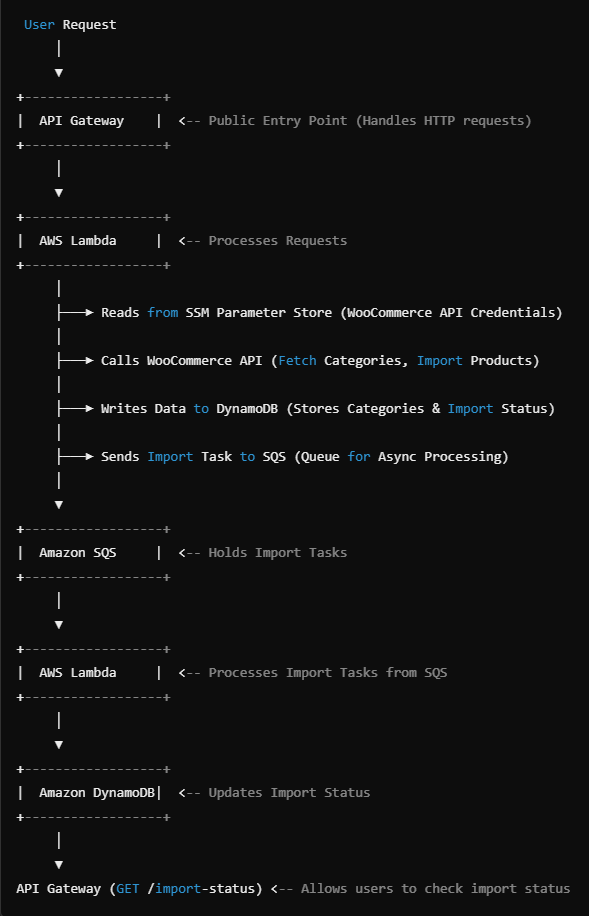 User Request
│
▼
+------------------+
|  API Gateway    |  <-- Public Entry Point (Handles HTTP requests)
+------------------+
│
▼
+------------------+
|  AWS Lambda     |  <-- Processes Requests
+------------------+
│
├──► Reads from SSM Parameter Store (WooCommerce API Credentials)
│
├──► Calls WooCommerce API (Fetch Categories, Import Products)
│
├──► Writes Data to DynamoDB (Stores Categories & Import Status)
│
├──► Sends Import Task to SQS (Queue for Async Processing)
│
▼
+------------------+
|  Amazon SQS     |  <-- Holds Import Tasks
+------------------+
│
▼
+------------------+
|  AWS Lambda     |  <-- Processes Import Tasks from SQS
+------------------+
│
▼
+------------------+
|  Amazon DynamoDB|  <-- Updates Import Status
+------------------+
│
▼
API Gateway (GET /import-status) <-- Allows users to check import status